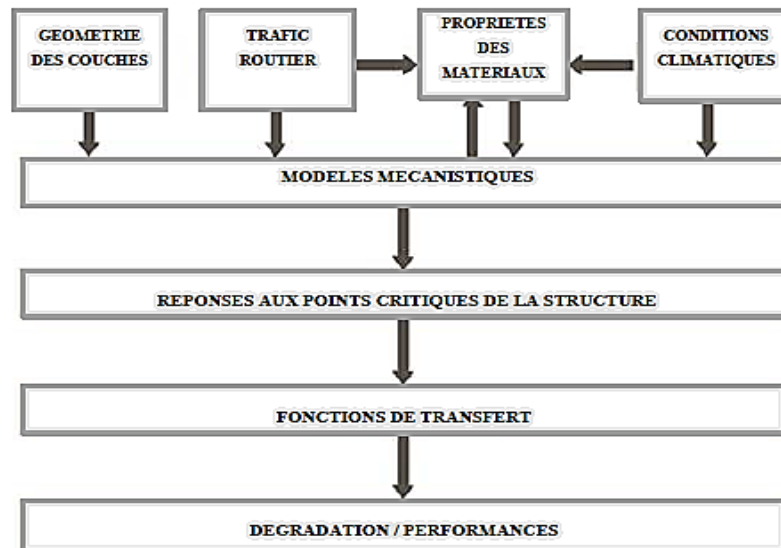 GEOMETRIE
DES COUCHES
TRAFIC
ROUTIER
PROPRIETES
DES
MATERIAUX
CONDITIONS
CLIMATIQUES
MODELES MECANISTIQUES
REPONSES AUX POINTS CRITIQUES DE LA STRUCTURE
FONCTIONS DE TRANSFERT
DEGRADATION / PERFORMANCES